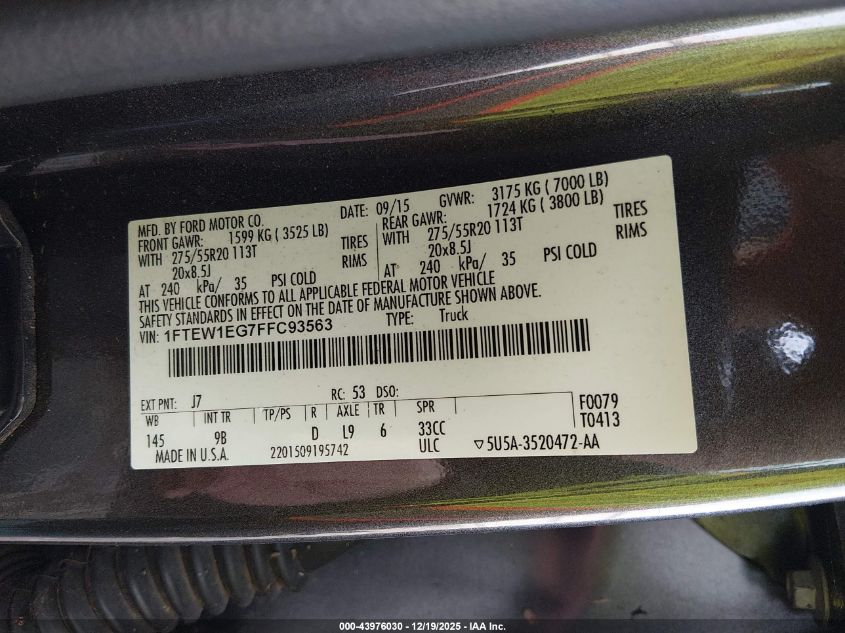 MFD. BY FORD MOTOR CO.
DATE: 09/15 GVWR: 3175 KG ( 7000 LB)
FRONT GAWR: 1599 KG ( 3525 LB)
WITH 275/55R20 113T TIRES
20x8.5J RIMS
AT 240 kPa/ 35 PSI COLD
REAR GAWR: 1724 KG ( 3800 LB)
WITH 275/55R20 113T TIRES
20x8.5J RIMS
AT 240 kPa/ 35 PSI COLD
THIS VEHICLE CONFORMS TO ALL APPLICABLE FEDERAL MOTOR VEHICLE
SAFETY STANDARDS IN EFFECT ON THE DATE OF MANUFACTURE SHOWN ABOVE.
VIN: 1FTEW1EG7FFC93563 TYPE: Truck
EXT PNT: J7 RC: 53 DSO: F0079
WB INT TR TP/PS R AXLE TR SPR T0413
145 9B D L9 6 33CC
MADE IN U.S.A. 2201509195742 ULC ▽5U5A-3520472-AA
000-43976030 - 12/19/2025 - IAA Inc.